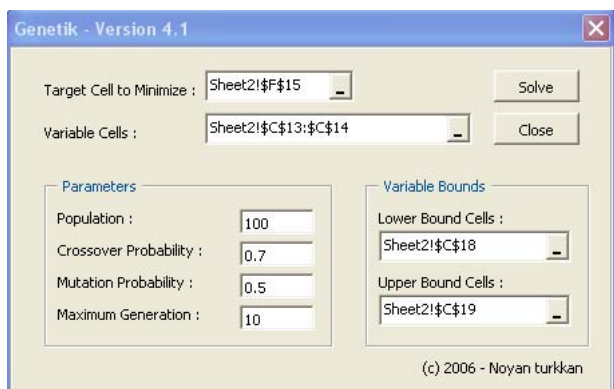 Genetik - Version 4.1
Target Cell to Minimize : Sheet2!$F$15 Solve
Variable Cells : Sheet2!$C$13:$C$14 Close
Parameters
Population : 100
Crossover Probability : 0.7
Mutation Probability : 0.5
Maximum Generation : 10
Variable Bounds
Lower Bound Cells :
Sheet2!$C$18
Upper Bound Cells :
Sheet2!$C$19
(c) 2006 - Noyan turkkan